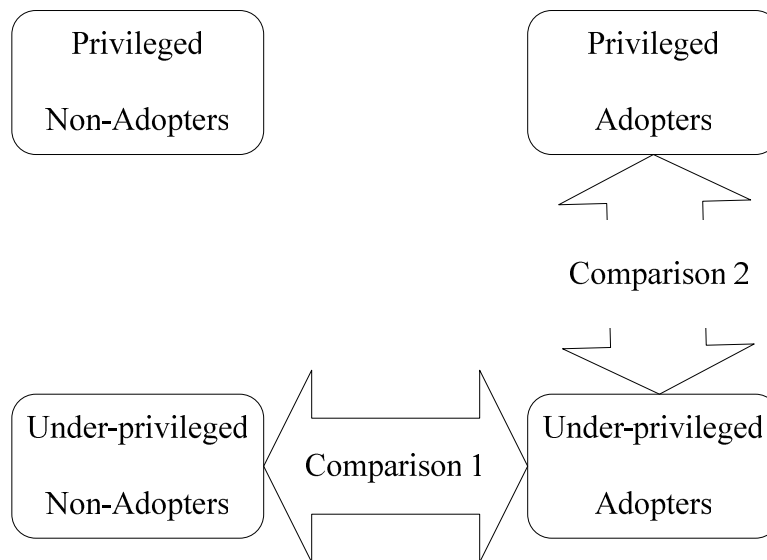 Privileged
Non-Adopters
Privileged
Adopters
Comparison 2
Under-privileged
Non-Adopters
Comparison 1
Under-privileged
Adopters